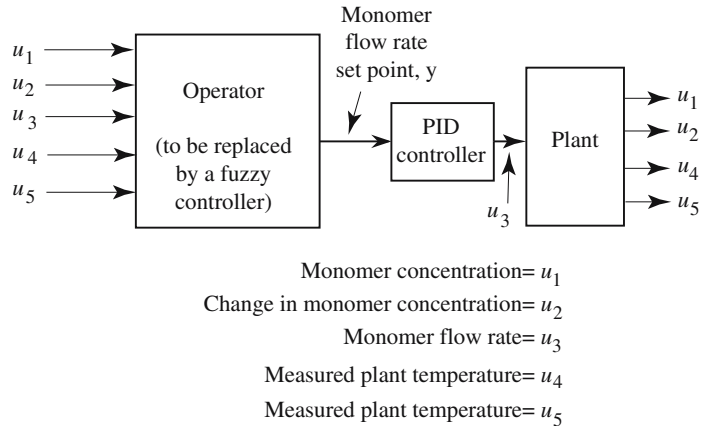 Monomer
flow rate
set point, y
u1
u2
u3
u4
u5
Operator
(to be replaced
by a fuzzy
controller)
PID
controller
u3
Plant
u1
u2
u4
u5
Monomer concentration= u1
Change in monomer concentration= u2
Monomer flow rate= u3
Measured plant temperature= u4
Measured plant temperature= u5